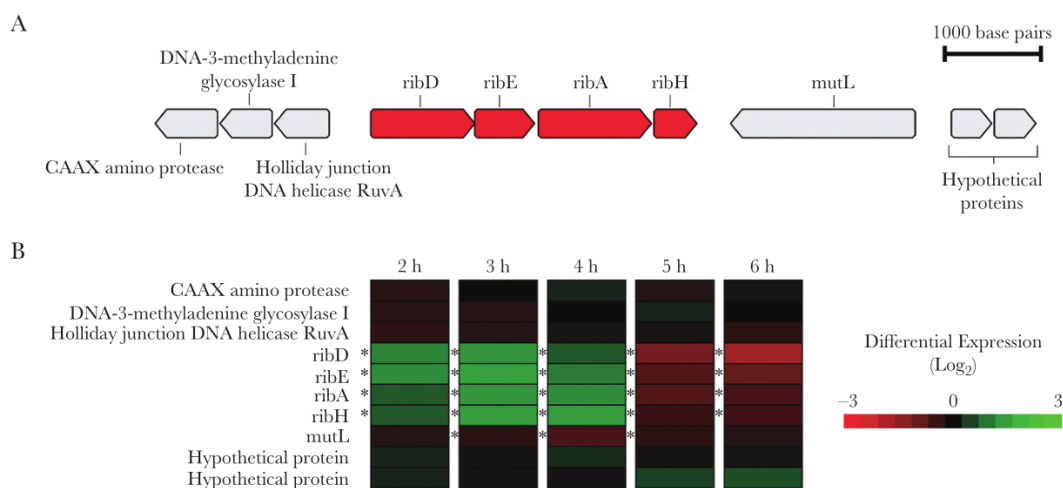 A
1000 base pairs
DNA-3-methyladenine
glycosylase I
ribD
ribE
ribA
ribH
mutL
CAAX amino protease
Holliday junction
DNA helicase RuvA
Hypothetical
proteins
B
2 h
3 h
4 h
5 h
6 h
CAAX amino protease
DNA-3-methyladenine glycosylase I
Holliday junction DNA helicase RuvA
ribD * * * * *
ribE * * * * *
ribA * * * * *
ribH * * * * *
mutL * * *
Hypothetical protein
Hypothetical protein
Differential Expression
(Log₂)
−3 0 3